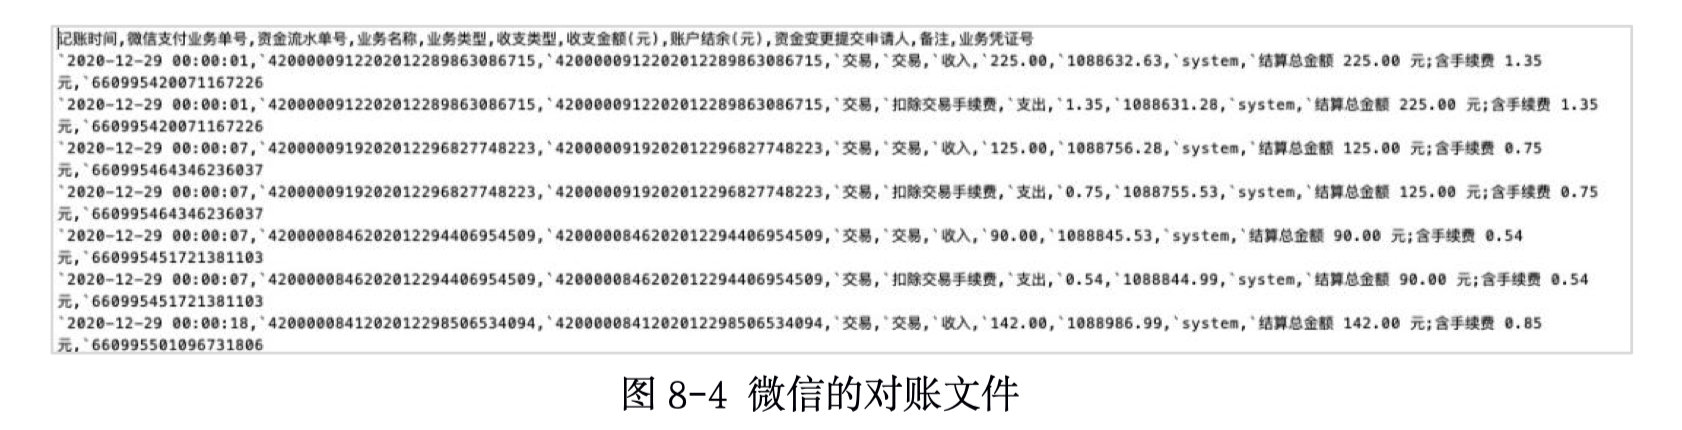 记账时间,微信支付业务单号,资金流水单号,业务名称,业务类型,收支类型,收支金额(元),账户结余(元),资金变更提交申请人,备注,业务凭证号
`2020-12-29 00:00:01,`4200000912202012289863086715,`4200000912202012289863086715,`交易,`交易,`收入,`225.00,`1088632.63,`system,`结算总金额 225.00 元;含手续费 1.35
元,`660995420071167226
`2020-12-29 00:00:01,`4200000912202012289863086715,`4200000912202012289863086715,`交易,`扣除交易手续费,`支出,`1.35,`1088631.28,`system,`结算总金额 225.00 元;含手续费 1.35
元,`660995420071167226
`2020-12-29 00:00:07,`4200000919202012296827748223,`4200000919202012296827748223,`交易,`交易,`收入,`125.00,`1088756.28,`system,`结算总金额 125.00 元;含手续费 0.75
元,`660995464346236037
`2020-12-29 00:00:07,`4200000919202012296827748223,`4200000919202012296827748223,`交易,`扣除交易手续费,`支出,`0.75,`1088755.53,`system,`结算总金额 125.00 元;含手续费 0.75
元,`660995464346236037
`2020-12-29 00:00:07,`4200000846202012294406954509,`4200000846202012294406954509,`交易,`交易,`收入,`90.00,`1088845.53,`system,`结算总金额 90.00 元;含手续费 0.54
元,`660995451721381103
`2020-12-29 00:00:07,`4200000846202012294406954509,`4200000846202012294406954509,`交易,`扣除交易手续费,`支出,`0.54,`1088844.99,`system,`结算总金额 90.00 元;含手续费 0.54
元,`660995451721381103
`2020-12-29 00:00:18,`4200000841202012298506534094,`4200000841202012298506534094,`交易,`交易,`收入,`142.00,`1088986.99,`system,`结算总金额 142.00 元;含手续费 0.85
元,`660995501096731806
图 8-4 微信的对账文件